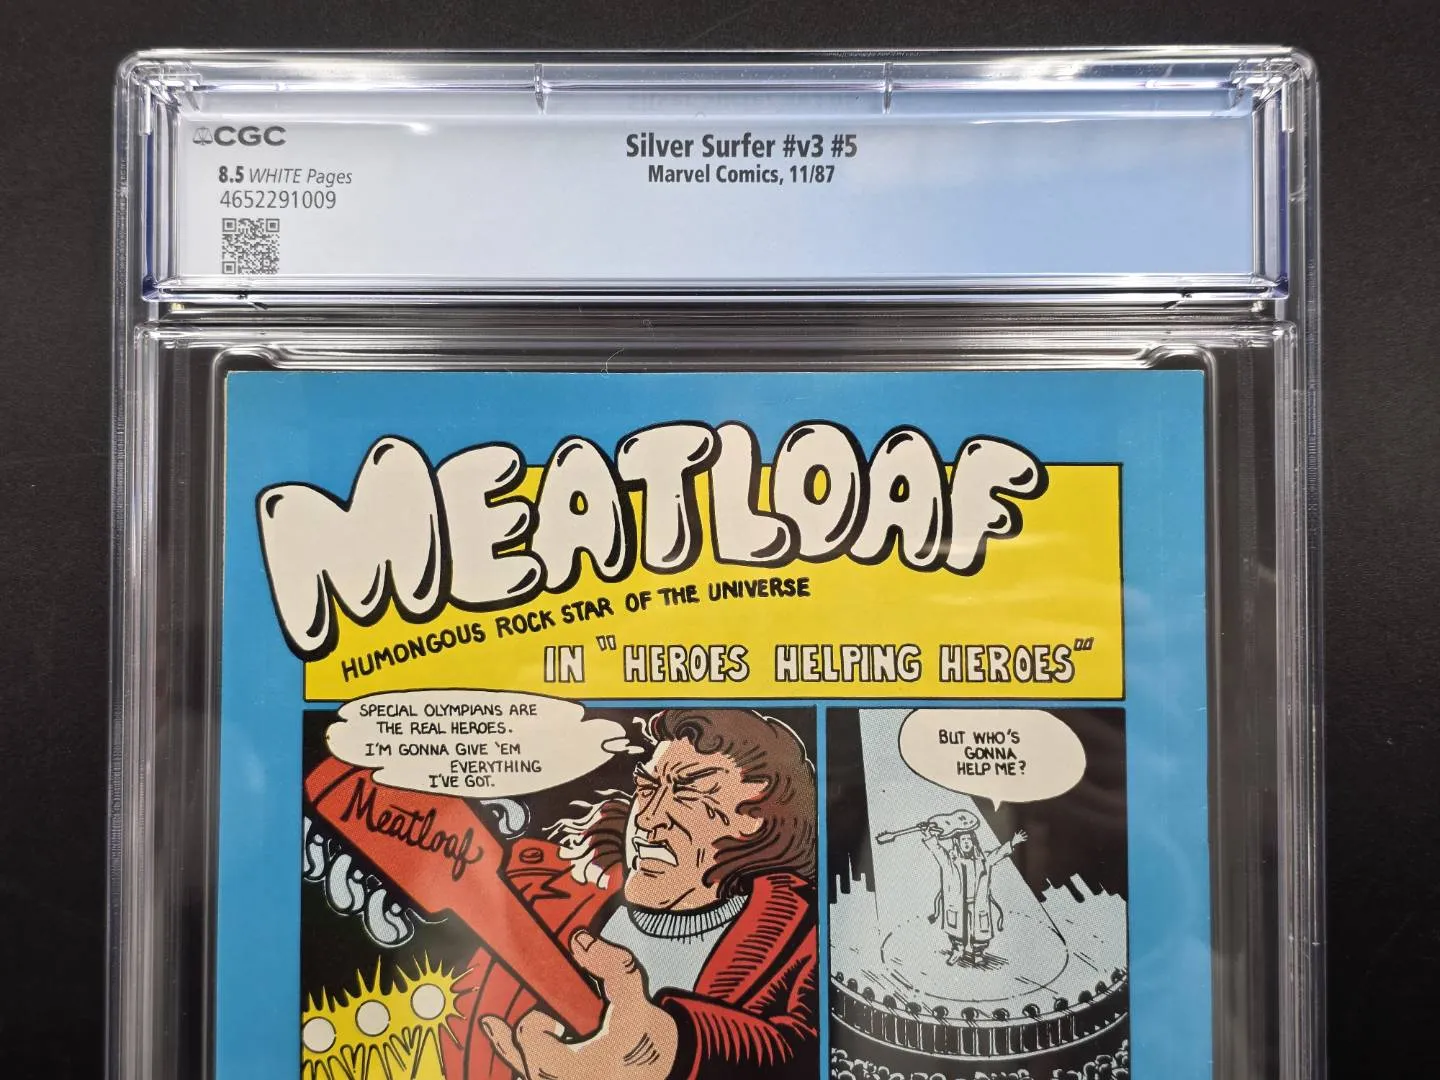 CGC
8.5 WHITE Pages
4652291009
Silver Surfer #v3 #5
Marvel Comics, 11/87
MEATLOAF
HUMONGOUS ROCK STAR OF THE UNIVERSE
IN "HEROES HELPING HEROES"
SPECIAL OLYMPIANS ARE
THE REAL HEROES.
I'M GONNA GIVE 'EM
EVERYTHING
I'VE GOT.
Meatloaf
BUT WHO'S
GONNA
HELP ME?